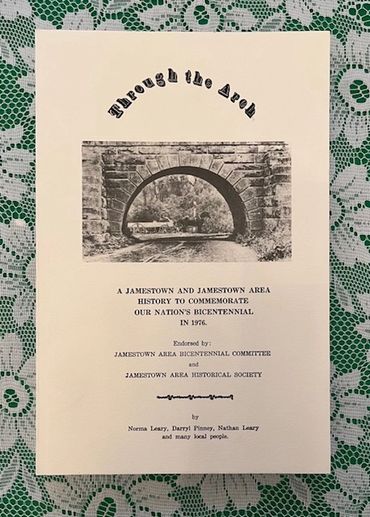 Through the Arch
A JAMESTOWN AND JAMESTOWN AREA
HISTORY TO COMMEMORATE
OUR NATION'S BICENTENNIAL
IN 1976.
Endorsed by:
JAMESTOWN AREA BICENTENNIAL COMMITTEE
and
JAMESTOWN AREA HISTORICAL SOCIETY
by
Norma Leary, Darryl Pinney, Nathan Leary
and many local people.